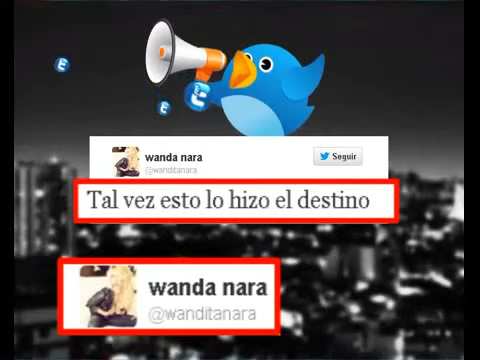 wanda nara
@wanditanara
Seguir
Tal vez esto lo hizo el destino
wanda nara
@wanditanara